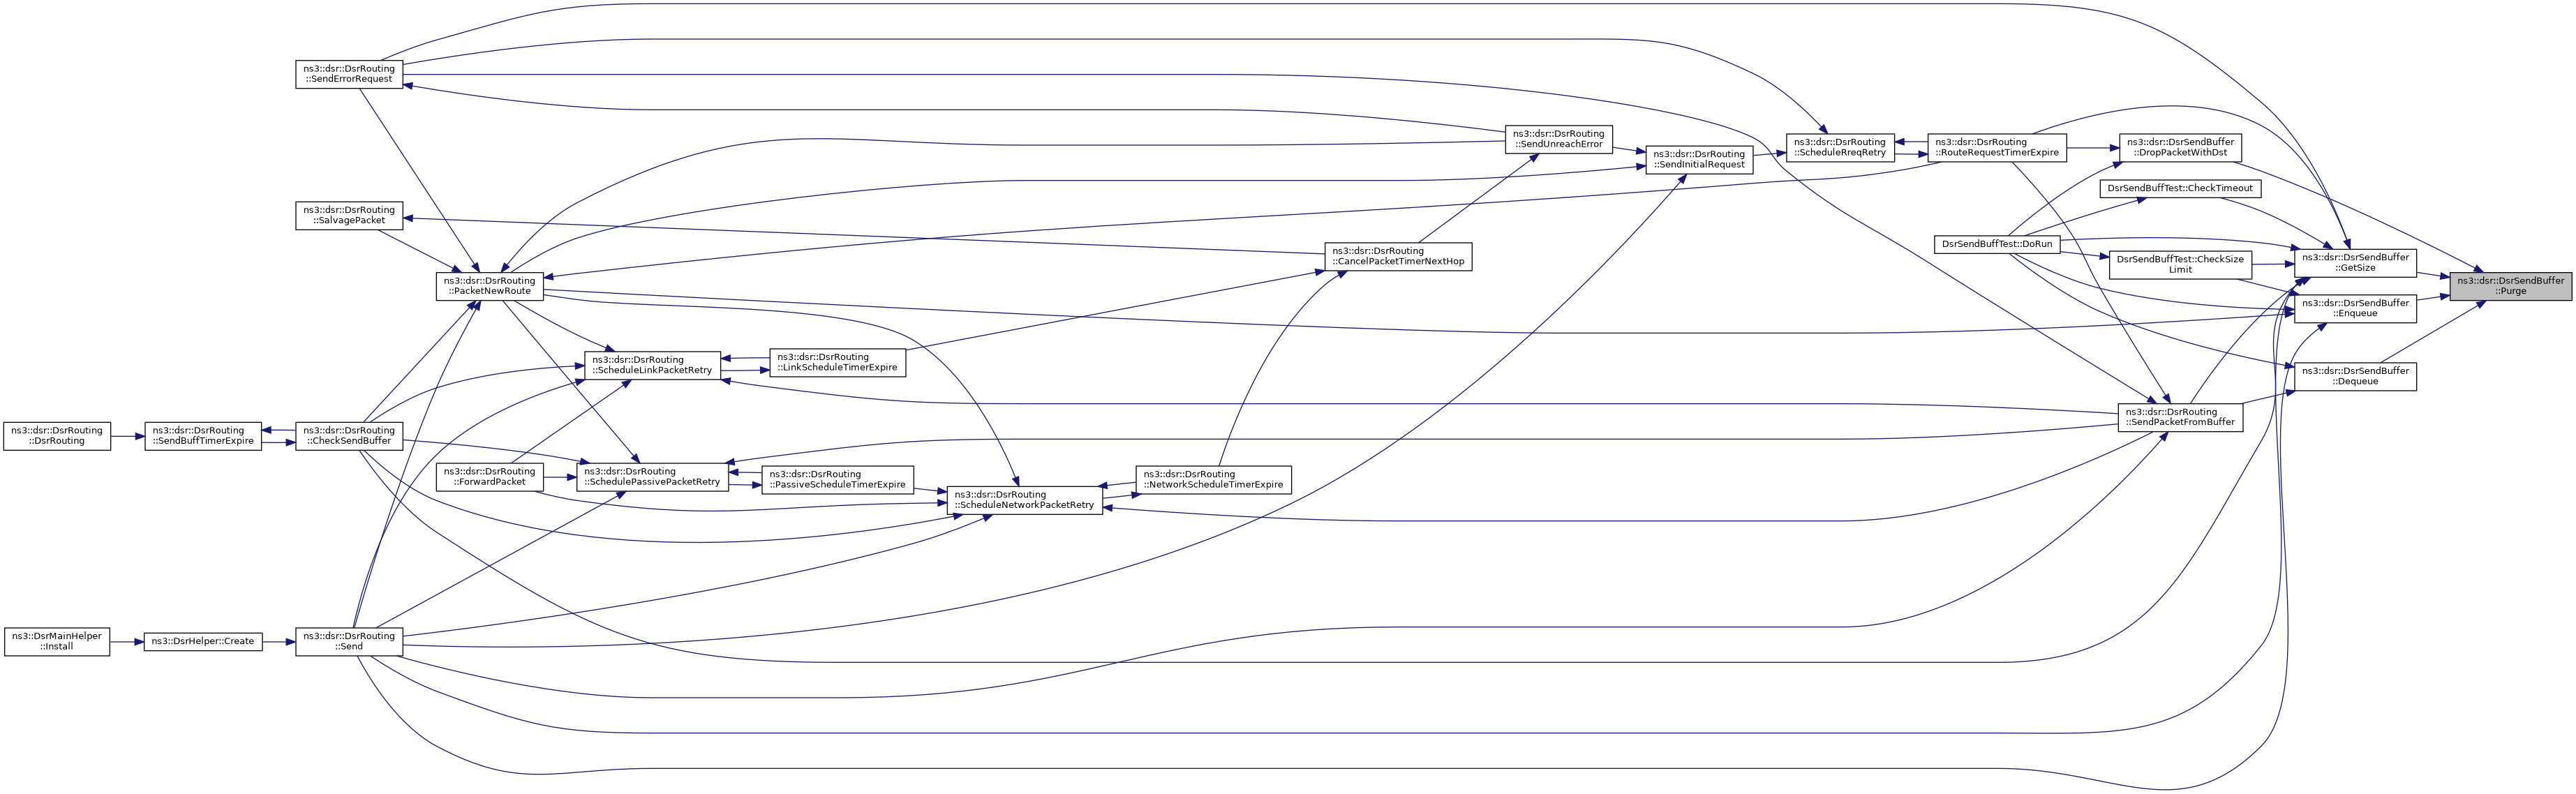 ns3::dsr::DsrRouting
::SendErrorRequest
ns3::dsr::DsrRouting
::SendUnreachError
ns3::dsr::DsrRouting
::SendInitialRequest
ns3::dsr::DsrRouting
::ScheduleRreqRetry
ns3::dsr::DsrRouting
::RouteRequestTimerExpire
ns3::dsr::DsrSendBuffer
::DropPacketWithDst
DsrSendBuffTest::CheckTimeout
ns3::dsr::DsrRouting
::SalvagePacket
DsrSendBuffTest::DoRun
ns3::dsr::DsrRouting
::CancelPacketTimerNextHop
DsrSendBuffTest::CheckSize
Limit
ns3::dsr::DsrSendBuffer
::GetSize
ns3::dsr::DsrSendBuffer
::Purge
ns3::dsr::DsrRouting
::PacketNewRoute
ns3::dsr::DsrSendBuffer
::Enqueue
ns3::dsr::DsrRouting
::ScheduleLinkPacketRetry
ns3::dsr::DsrRouting
::LinkScheduleTimerExpire
ns3::dsr::DsrSendBuffer
::Dequeue
ns3::dsr::DsrRouting
::SendPacketFromBuffer
ns3::dsr::DsrRouting
::DsrRouting
ns3::dsr::DsrRouting
::SendBuffTimerExpire
ns3::dsr::DsrRouting
::CheckSendBuffer
ns3::dsr::DsrRouting
::ForwardPacket
ns3::dsr::DsrRouting
::SchedulePassivePacketRetry
ns3::dsr::DsrRouting
::PassiveScheduleTimerExpire
ns3::dsr::DsrRouting
::ScheduleNetworkPacketRetry
ns3::dsr::DsrRouting
::NetworkScheduleTimerExpire
ns3::DsrMainHelper
::Install
ns3::DsrHelper::Create
ns3::dsr::DsrRouting
::Send